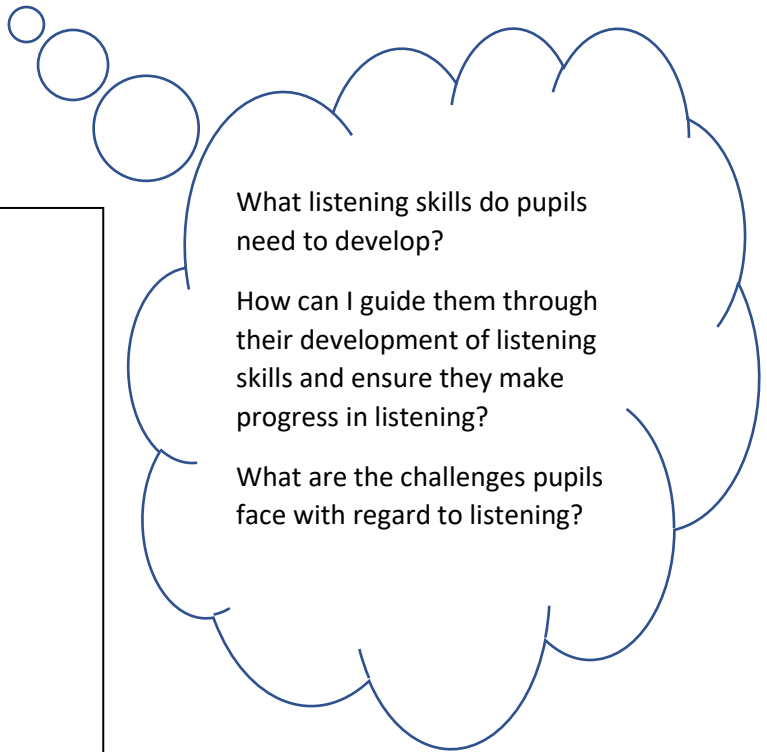 What listening skills do pupils
need to develop?
How can I guide them through
their development of listening
skills and ensure they make
progress in listening?
What are the challenges pupils
face with regard to listening?